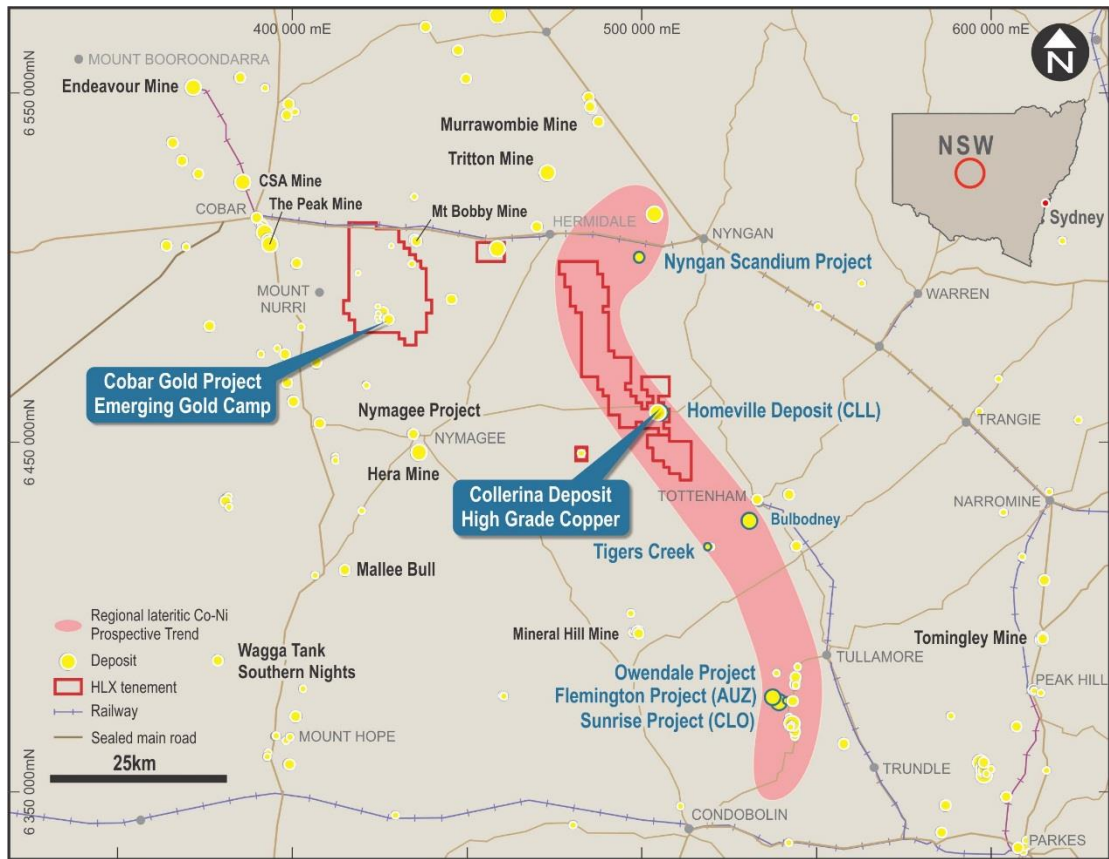 400 000 mE
500 000 mE
600 000 mE
6 550 000mN
6 450 000mN
6 350 000mN
N
NSW
Sydney
MOUNT BOOROONDARRA
Endeavour Mine
Murrawombie Mine
Tritton Mine
CSA Mine
The Peak Mine
COBAR
Mt Bobby Mine
HERMIDALE
NYNGAN
Nyngan Scandium Project
MOUNT
NURRI
WARREN
Cobar Gold Project
Emerging Gold Camp
Nymagee Project
NYMAGEE
Hera Mine
Homeville Deposit (CLL)
TRANGIE
Collerina Deposit
High Grade Copper
TOTTENHAM
NARROMINE
Bulbodney
Tigers Creek
Mallee Bull
Mineral Hill Mine
Tomingley Mine
Wagga Tank
Southern Nights
Owendale Project
Flemington Project (AUZ)
Sunrise Project (CLO)
TULLAMORE
PEAK HILL
MOUNT HOPE
TRUNDLE
CONDOBOLIN
PARKES
Regional lateritic Co-Ni
Prospective Trend
Deposit
HLX tenement
Railway
Sealed main road
25km